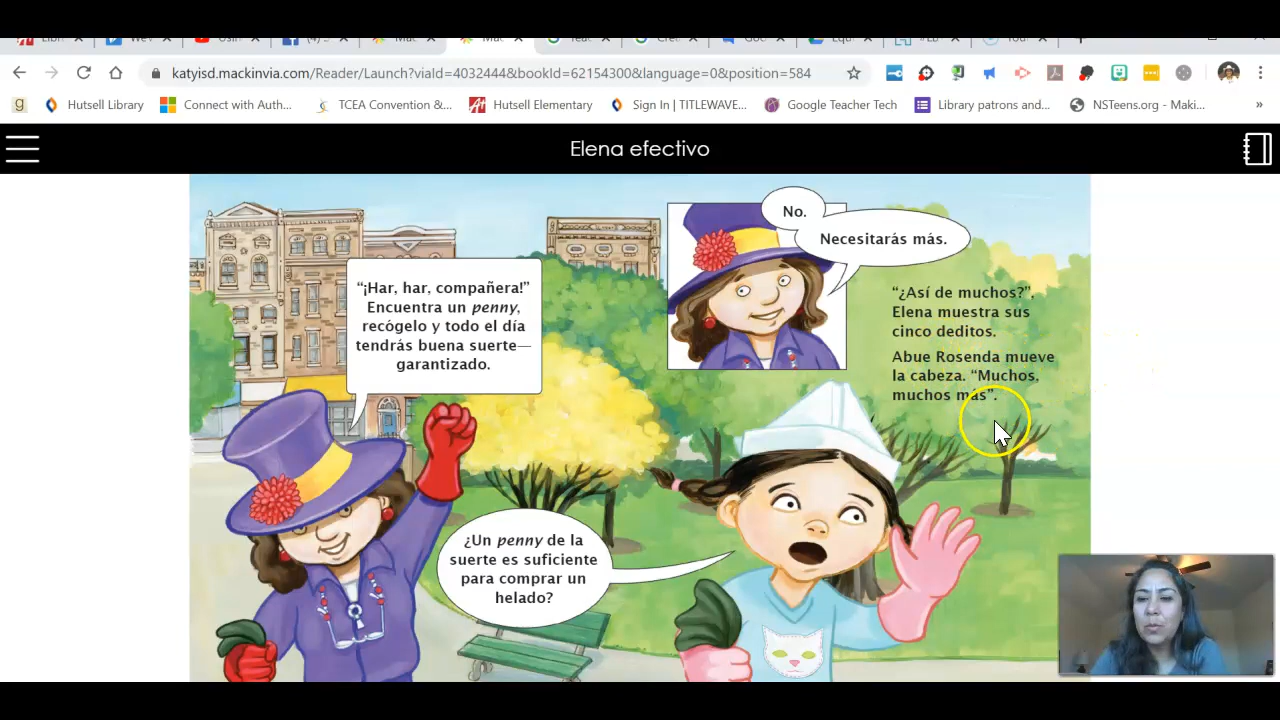 katyisd.mackinvia.com/Reader/Launch?viaId=4032444&bookId=62154300&language=0&position=584
Hutsell Library
Connect with Auth...
TCEA Convention &...
Hutsell Elementary
Sign In | TITLEWAVE...
Google Teacher Tech
Library patrons and...
NSTeens.org - Maki...
»
Elena efectivo
“¡Har, har, compañera!”
Encuentra un penny,
recógelo y todo el día
tendrás buena suerte—
garantizado.
No.
Necesitarás más.
“¿Así de muchos?”,
Elena muestra sus
cinco deditos.
Abue Rosenda mueve
la cabeza. “Muchos,
muchos más”.
¿Un penny de la
suerte es suficiente
para comprar un
helado?